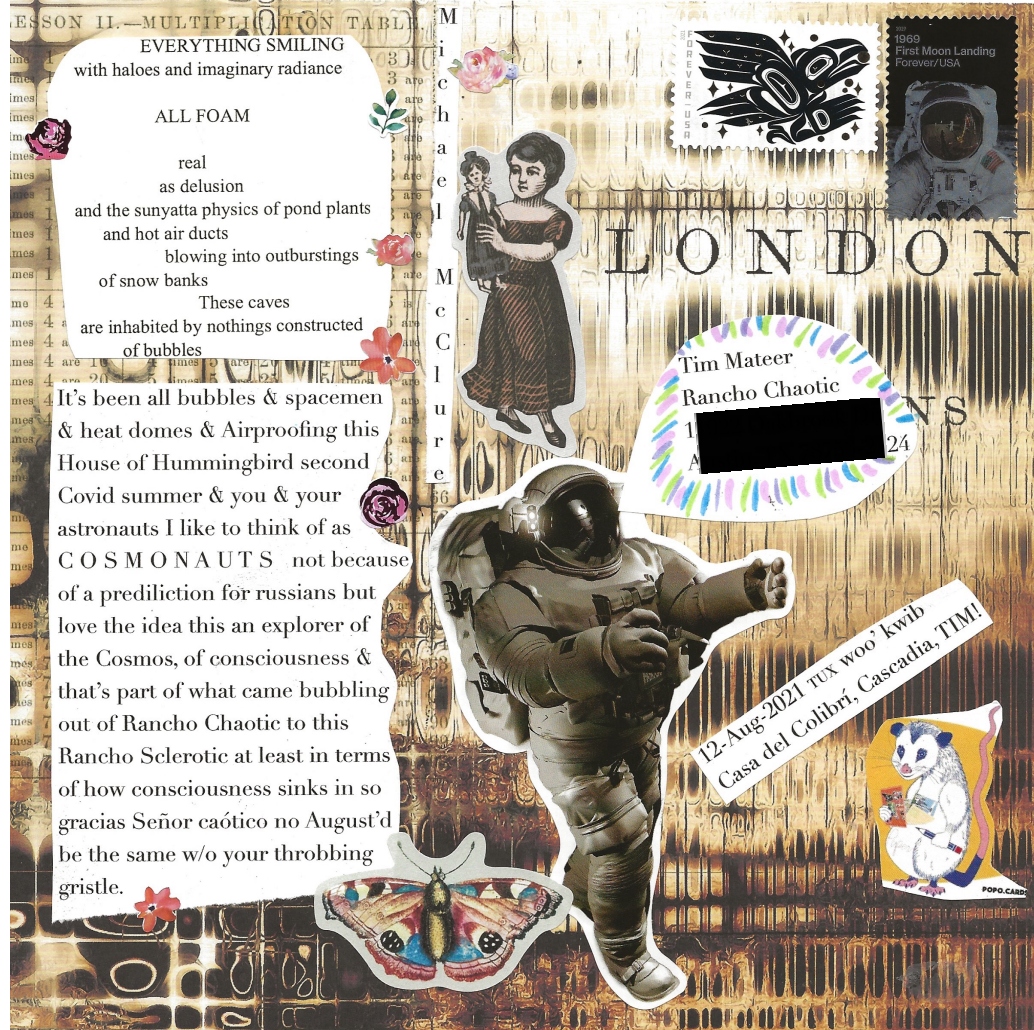 ESSON II.—MULTIPLICATION TABLE.
EVERYTHING SMILING
with haloes and imaginary radiance
ALL FOAM
real
as delusion
and the sunyatta physics of pond plants
and hot air ducts
blowing into outburstings
of snow banks
These caves
are inhabited by nothings constructed
of bubbles
Michael McClure
It's been all bubbles & spacemen
& heat domes & Airproofing this
House of Hummingbird second
Covid summer & you & your
astronauts I like to think of as
COSMONAUTS not because
of a prediliction for russians but
love the idea this an explorer of
the Cosmos, of consciousness &
that's part of what came bubbling
out of Rancho Chaotic to this
Rancho Sclerotic at least in terms
of how consciousness sinks in so
gracias Señor caótico no August'd
be the same w/o your throbbing
gristle.
FOREVER-USA
1969
First Moon Landing
Forever/USA
LONDON
Tim Mateer
Rancho Chaotic
1
A 24
NS
12-Aug-2021 TUX woo' kwib
Casa del Colibrí, Cascadia, TIM!
POPO.CARDS